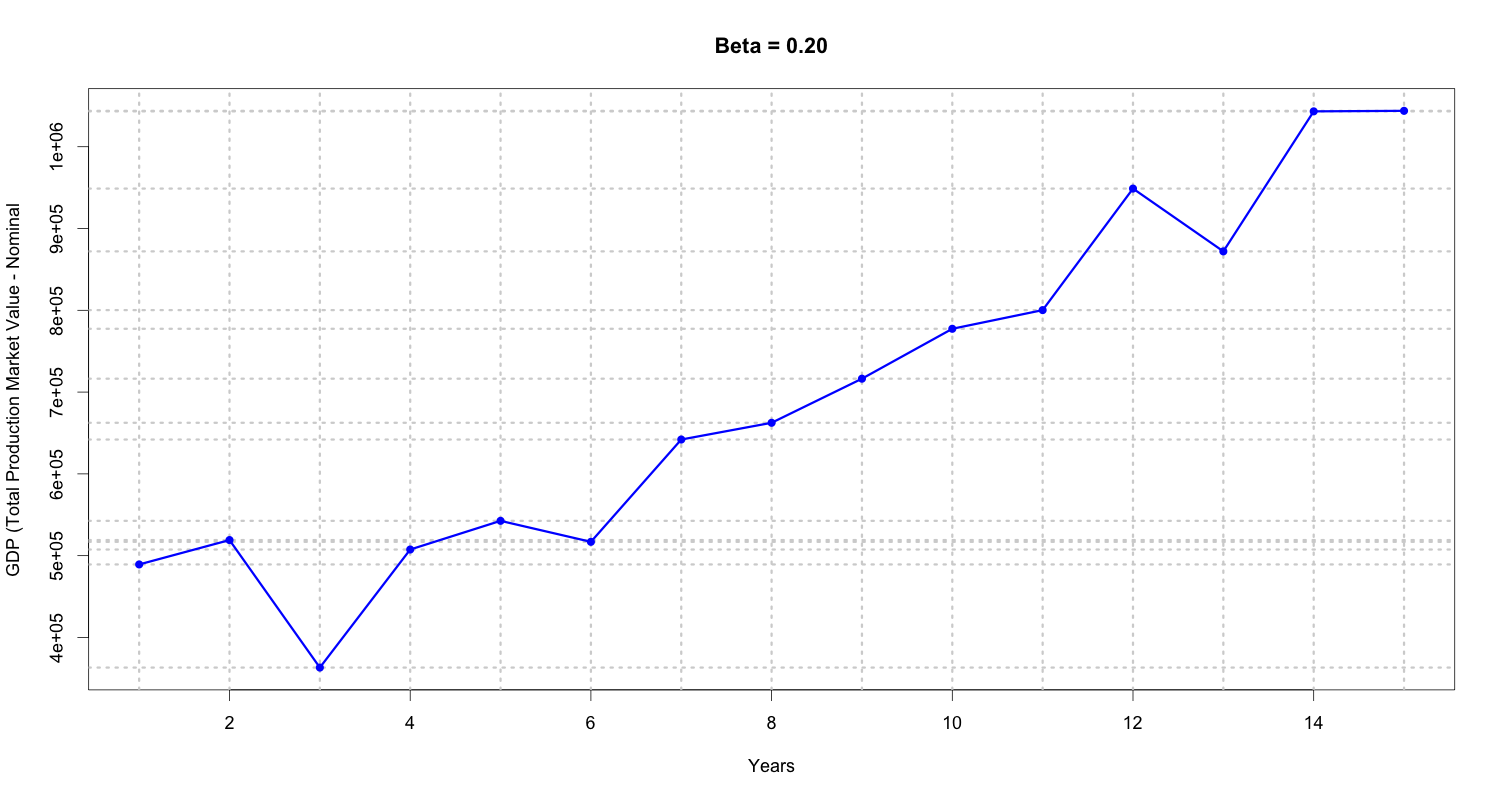 Beta = 0.20
GDP (Total Production Market Value - Nominal
1e+06
9e+05
8e+05
7e+05
6e+05
5e+05
4e+05
2 4 6 8 10 12 14
Years